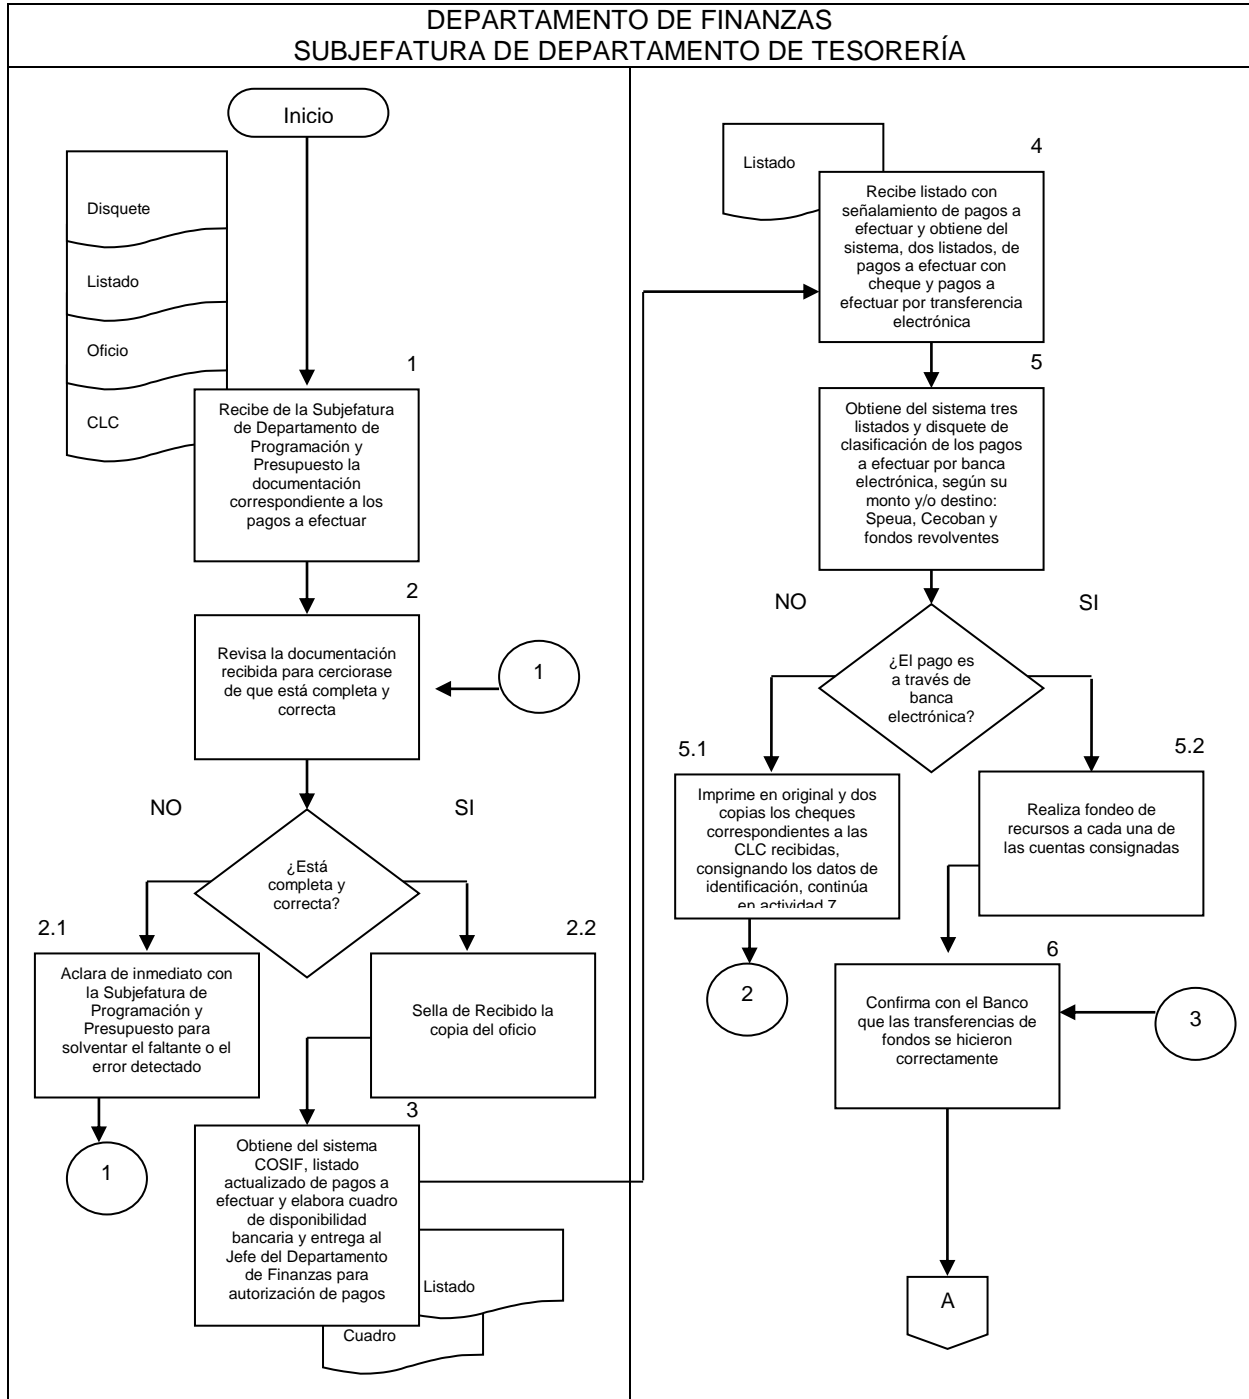 DEPARTAMENTO DE FINANZAS
SUBJEFATURA DE DEPARTAMENTO DE TESORERÍA
Inicio
Disquete
Listado
Oficio
CLC
1
Recibe de la Subjefatura
de Departamento de
Programación y
Presupuesto la
documentación
correspondiente a los
pagos a efectuar
2
Revisa la documentación
recibida para cerciorase
de que está completa y
correcta
1
NO
SI
¿Está
completa y
correcta?
2.1
Aclara de inmediato con
la Subjefatura de
Programación y
Presupuesto para
solventar el faltante o el
error detectado
1
2.2
Sella de Recibido la
copia del oficio
3
Obtiene del sistema
COSIF, listado
actualizado de pagos a
efectuar y elabora cuadro
de disponibilidad
bancaria y entrega al
Jefe del Departamento
de Finanzas para
autorización de pagos
Listado
Cuadro
Listado
4
Recibe listado con
señalamiento de pagos a
efectuar y obtiene del
sistema, dos listados, de
pagos a efectuar con
cheque y pagos a
efectuar por transferencia
electrónica
5
Obtiene del sistema tres
listados y disquete de
clasificación de los pagos
a efectuar por banca
electrónica, según su
monto y/o destino:
Speua, Cecoban y
fondos revolventes
NO
SI
¿El pago es
a través de
banca
electrónica?
5.1
Imprime en original y dos
copias los cheques
correspondientes a las
CLC recibidas,
consignando los datos de
identificación, continúa
en actividad 7
2
5.2
Realiza fondeo de
recursos a cada una de
las cuentas consignadas
6
Confirma con el Banco
que las transferencias de
fondos se hicieron
correctamente
3
A